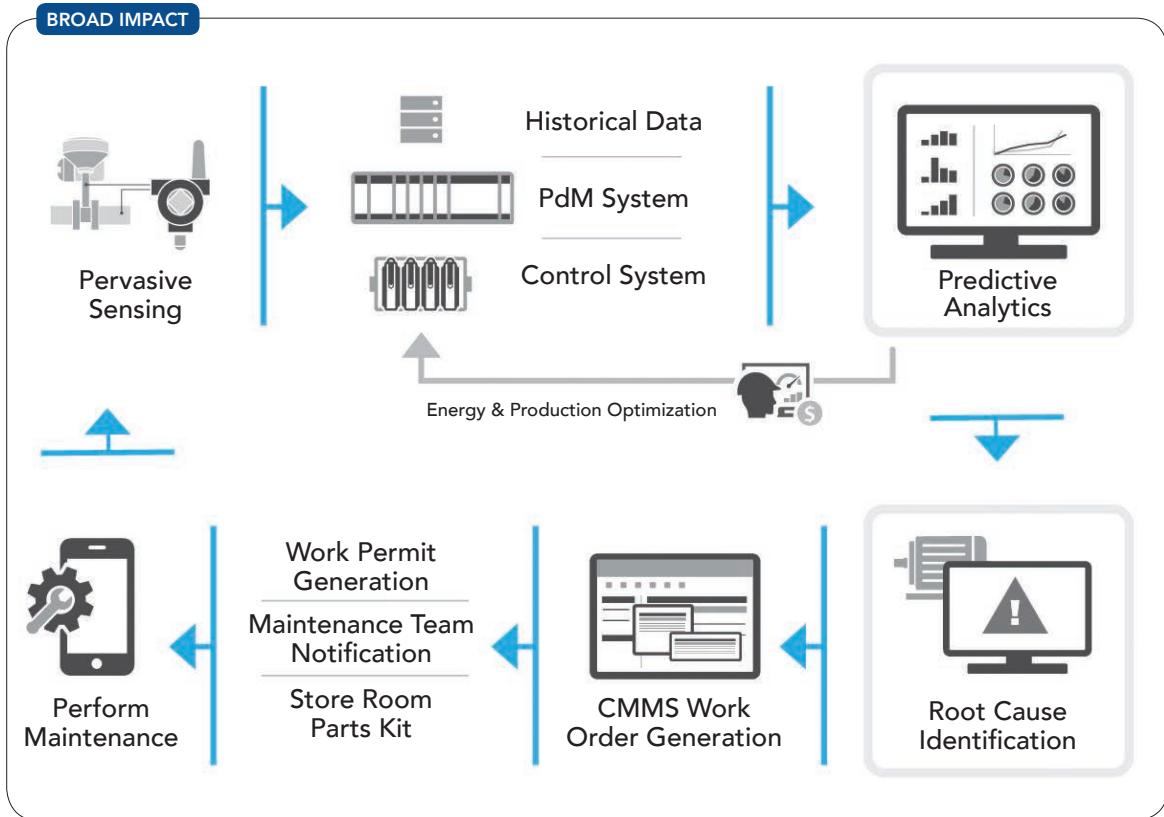 BROAD IMPACT
Pervasive
Sensing
Historical Data
PdM System
Control System
Predictive
Analytics
Energy & Production Optimization
$
Perform
Maintenance
Work Permit
Generation
Maintenance Team
Notification
Store Room
Parts Kit
CMMS Work
Order Generation
!
Root Cause
Identification